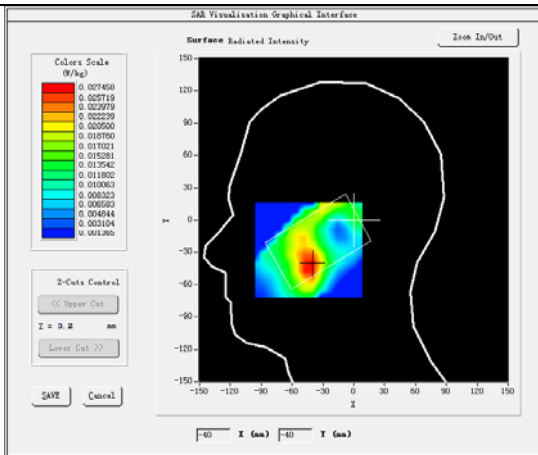 SAR Visualisation Graphical Interface
Surface Radiated Intensity
Zoom In/Out
Colors Scale
(W/kg)
0.027458
0.025719
0.023979
0.022239
0.020500
0.018760
0.017021
0.015281
0.013542
0.011802
0.010063
0.008323
0.006583
0.004844
0.003104
0.001365
150
120
90
60
30
0
-30
-60
-90
-120
-150
Y
-150 -120 -90 -60 -30 0 30 60 90 120 150
X
Z-Cuts Control
<< Upper Cut
Z = 0.2 mm
Lower Cut >>
SAVE Cancel
-40 X (mm) -40 Y (mm)